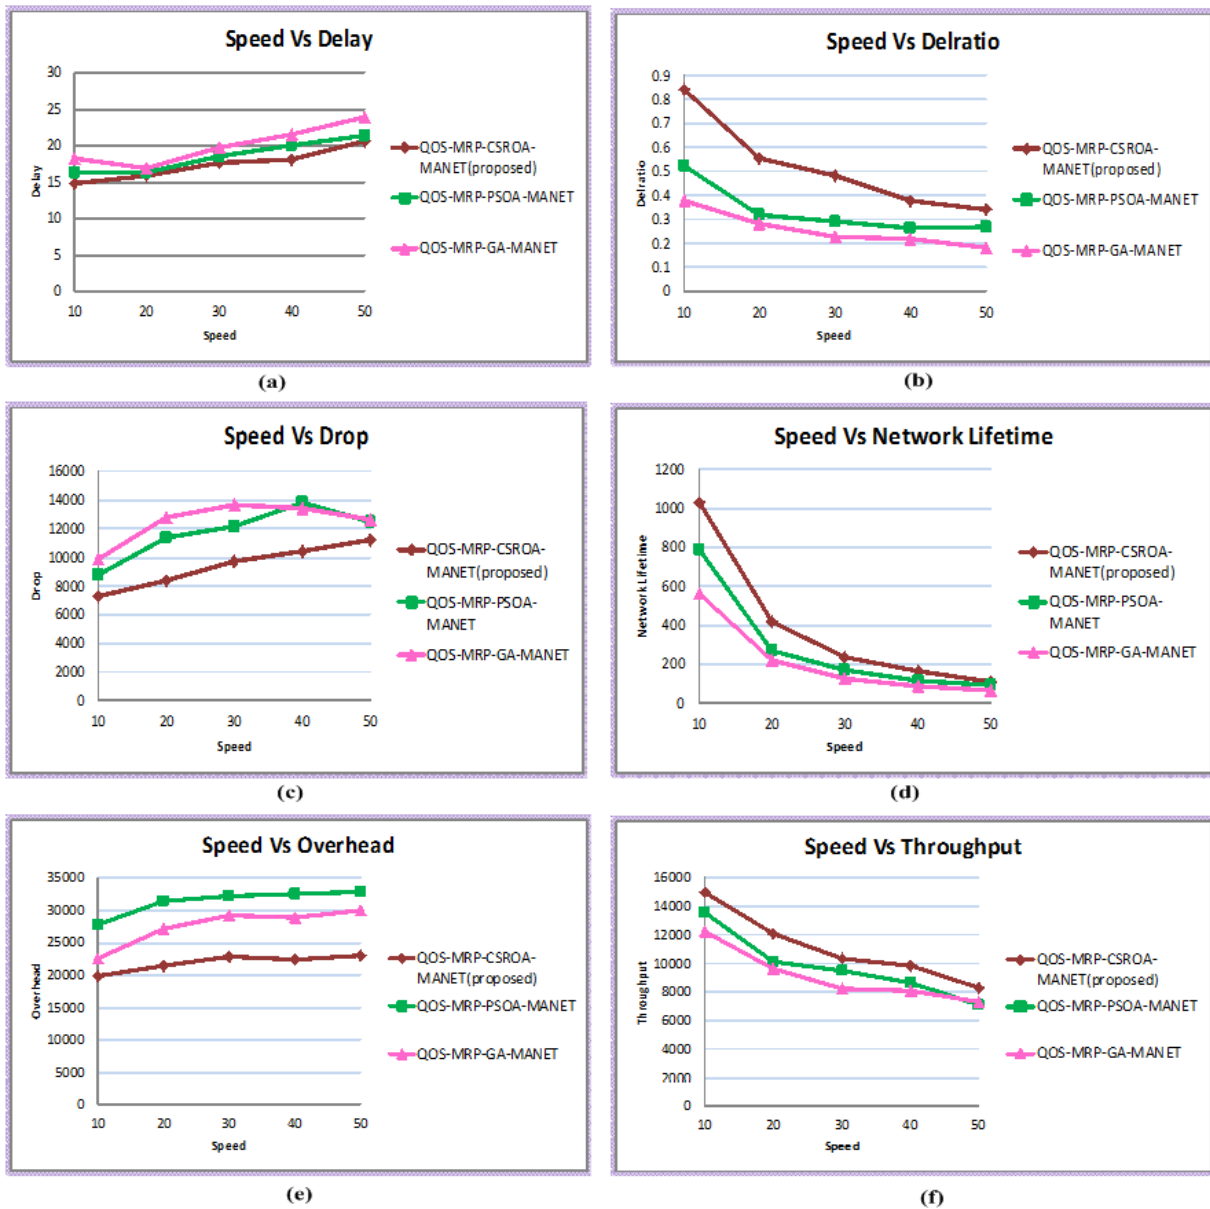 Speed Vs Delay
30
25
20
15
10
5
0
Delay
10 20 30 40 50
Speed
QOS-MRP-CSROA-
MANET(proposed)
QOS-MRP-PSOA-MANET
QOS-MRP-GA-MANET
(a)
Speed Vs Delratio
0.9
0.8
0.7
0.6
0.5
0.4
0.3
0.2
0.1
0
Delratio
10 20 30 40 50
Speed
QOS-MRP-CSROA-
MANET(proposed)
QOS-MRP-PSOA-MANET
QOS-MRP-GA-MANET
(b)
Speed Vs Drop
16000
14000
12000
10000
8000
6000
4000
2000
0
Drop
10 20 30 40 50
Speed
QOS-MRP-CSROA-
MANET(proposed)
QOS-MRP-PSOA-
MANET
QOS-MRP-GA-MANET
(c)
Speed Vs Network Lifetime
1200
1000
800
600
400
200
0
Network Lifetime
10 20 30 40 50
Speed
QOS-MRP-CSROA-
MANET(proposed)
QOS-MRP-PSOA-
MANET
QOS-MRP-GA-MANET
(d)
Speed Vs Overhead
35000
30000
25000
20000
15000
10000
5000
0
Overhead
10 20 30 40 50
Speed
QOS-MRP-CSROA-
MANET(proposed)
QOS-MRP-PSOA-MANET
QOS-MRP-GA-MANET
(e)
Speed Vs Throughput
16000
14000
12000
10000
8000
6000
4000
2000
0
Throughput
10 20 30 40 50
Speed
QOS-MRP-CSROA-
MANET(proposed)
QOS-MRP-PSOA-MANET
QOS-MRP-GA-MANET
(f)